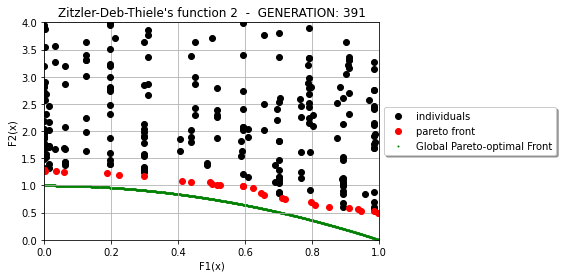 Zitzler-Deb-Thiele's function 2 - GENERATION: 391
4.0
3.5
3.0
2.5
2.0
1.5
1.0
0.5
0.0
F2(x)
0.0 0.2 0.4 0.6 0.8 1.0
F1(x)
individuals
pareto front
Global Pareto-optimal Front